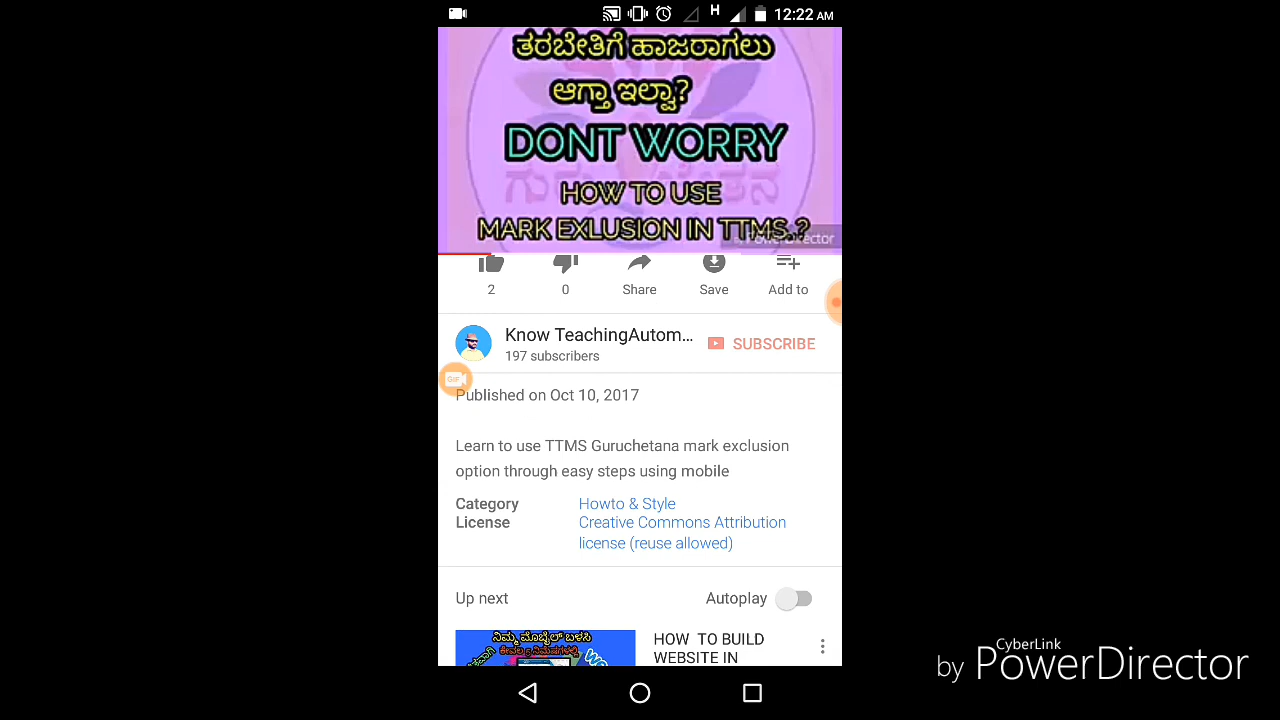 H
12:22 AM
ತರಬೇತಿಗೆ ಹಾಜರಾಗಲು
ಆಗ್ತಾ ಇಲ್ವಾ?
DONT WORRY
HOW TO USE
MARK EXLUSION IN TTMS.?
PowerDirector
2
0
Share
Save
Add to
Know TeachingAutom...
SUBSCRIBE
197 subscribers
GIF
Published on Oct 10, 2017
Learn to use TTMS Guruchetana mark exclusion
option through easy steps using mobile
Category
Howto & Style
License
Creative Commons Attribution
license (reuse allowed)
Up next
Autoplay
ನಿಮ್ಮ ಮೊಬೈಲ್ ಬಳಸಿ
HOW TO BUILD
WEBSITE IN
CyberLink
by PowerDirector